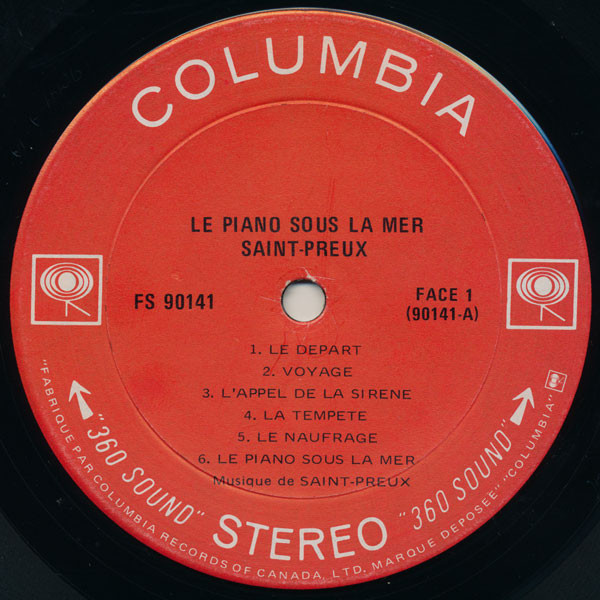 COLUMBIA
LE PIANO SOUS LA MER
SAINT-PREUX
FS 90141
FACE 1
(90141-A)
1. LE DEPART
2. VOYAGE
3. L'APPEL DE LA SIRENE
4. LA TEMPETE
5. LE NAUFRAGE
6. LE PIANO SOUS LA MER
Musique de SAINT-PREUX
"360 SOUND" STEREO "360 SOUND"
"FABRIQUE PAR COLUMBIA RECORDS OF CANADA, LTD. MARQUE DEPOSEE" "COLUMBIA"